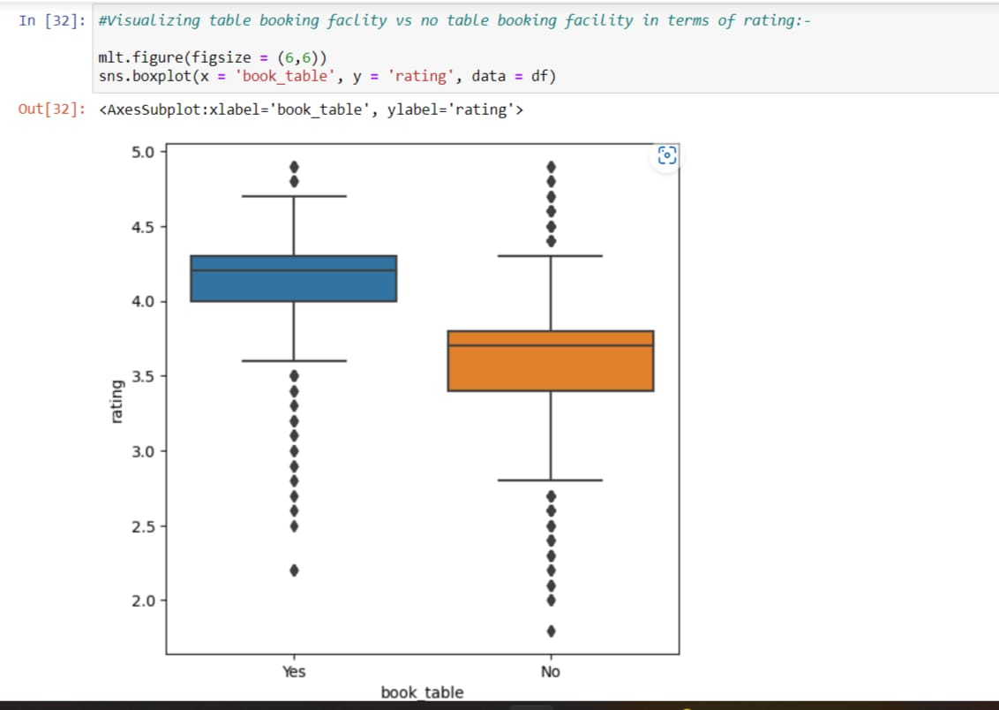 In [32]: #Visualizing table booking faclity vs no table booking facility in terms of rating:-
mlt.figure(figsize = (6,6))
sns.boxplot(x = 'book_table', y = 'rating', data = df)
Out[32]: <AxesSubplot:xlabel='book_table', ylabel='rating'>
5.0
4.5
4.0
3.5
3.0
2.5
2.0
rating
Yes No
book_table